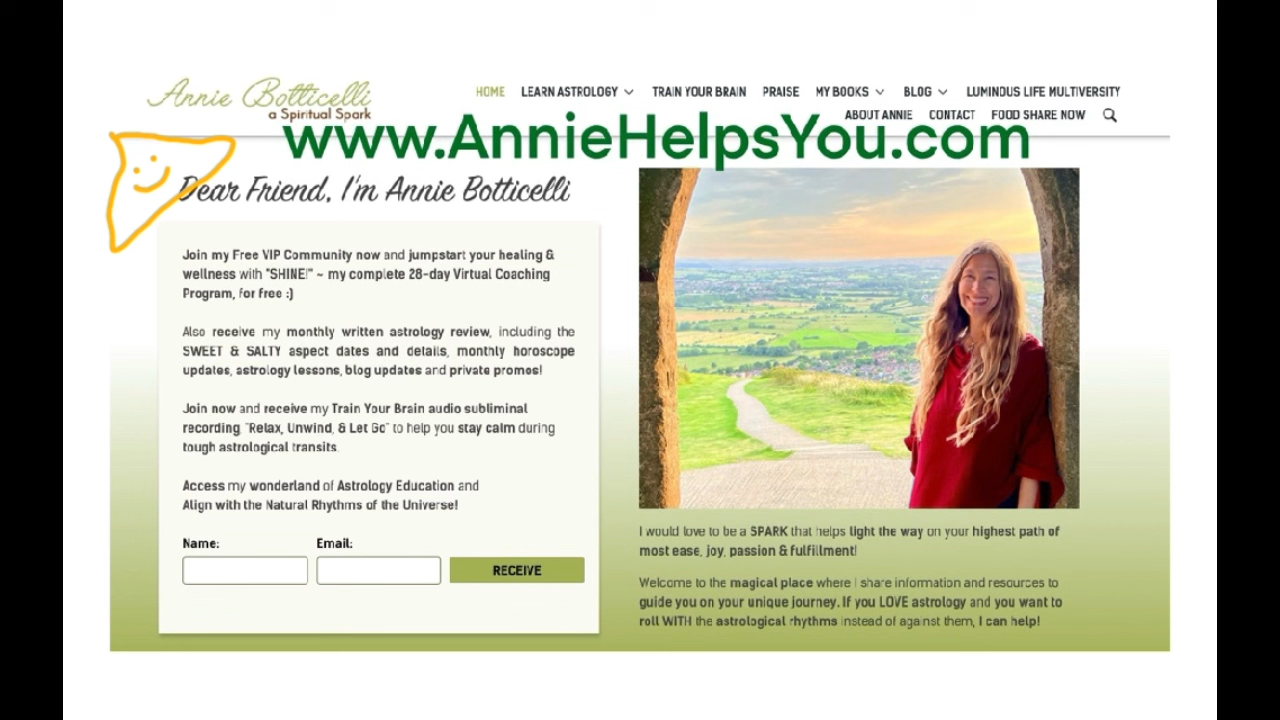 Annie Botticelli
a Spiritual Spark
HOME LEARN ASTROLOGY TRAIN YOUR BRAIN PRAISE MY BOOKS BLOG LUMINOUS LIFE MULTIVERSITY
ABOUT ANNIE CONTACT FOOD SHARE NOW
www.AnnieHelpsYou.com
Dear Friend, I'm Annie Botticelli
Join my Free VIP Community now and jumpstart your healing &
wellness with "SHINE!" ~ my complete 28-day Virtual Coaching
Program, for free :)
Also receive my monthly written astrology review, including the
SWEET & SALTY aspect dates and details, monthly horoscope
updates, astrology lessons, blog updates and private promos!
Join now and receive my Train Your Brain audio subliminal
recording, "Relax, Unwind, & Let Go" to help you stay calm during
tough astrological transits.
Access my wonderland of Astrology Education and
Align with the Natural Rhythms of the Universe!
Name: Email:
RECEIVE
I would love to be a SPARK that helps light the way on your highest path of
most ease, joy, passion & fulfillment!
Welcome to the magical place where I share information and resources to
guide you on your unique journey. If you LOVE astrology and you want to
roll WITH the astrological rhythms instead of against them, I can help!